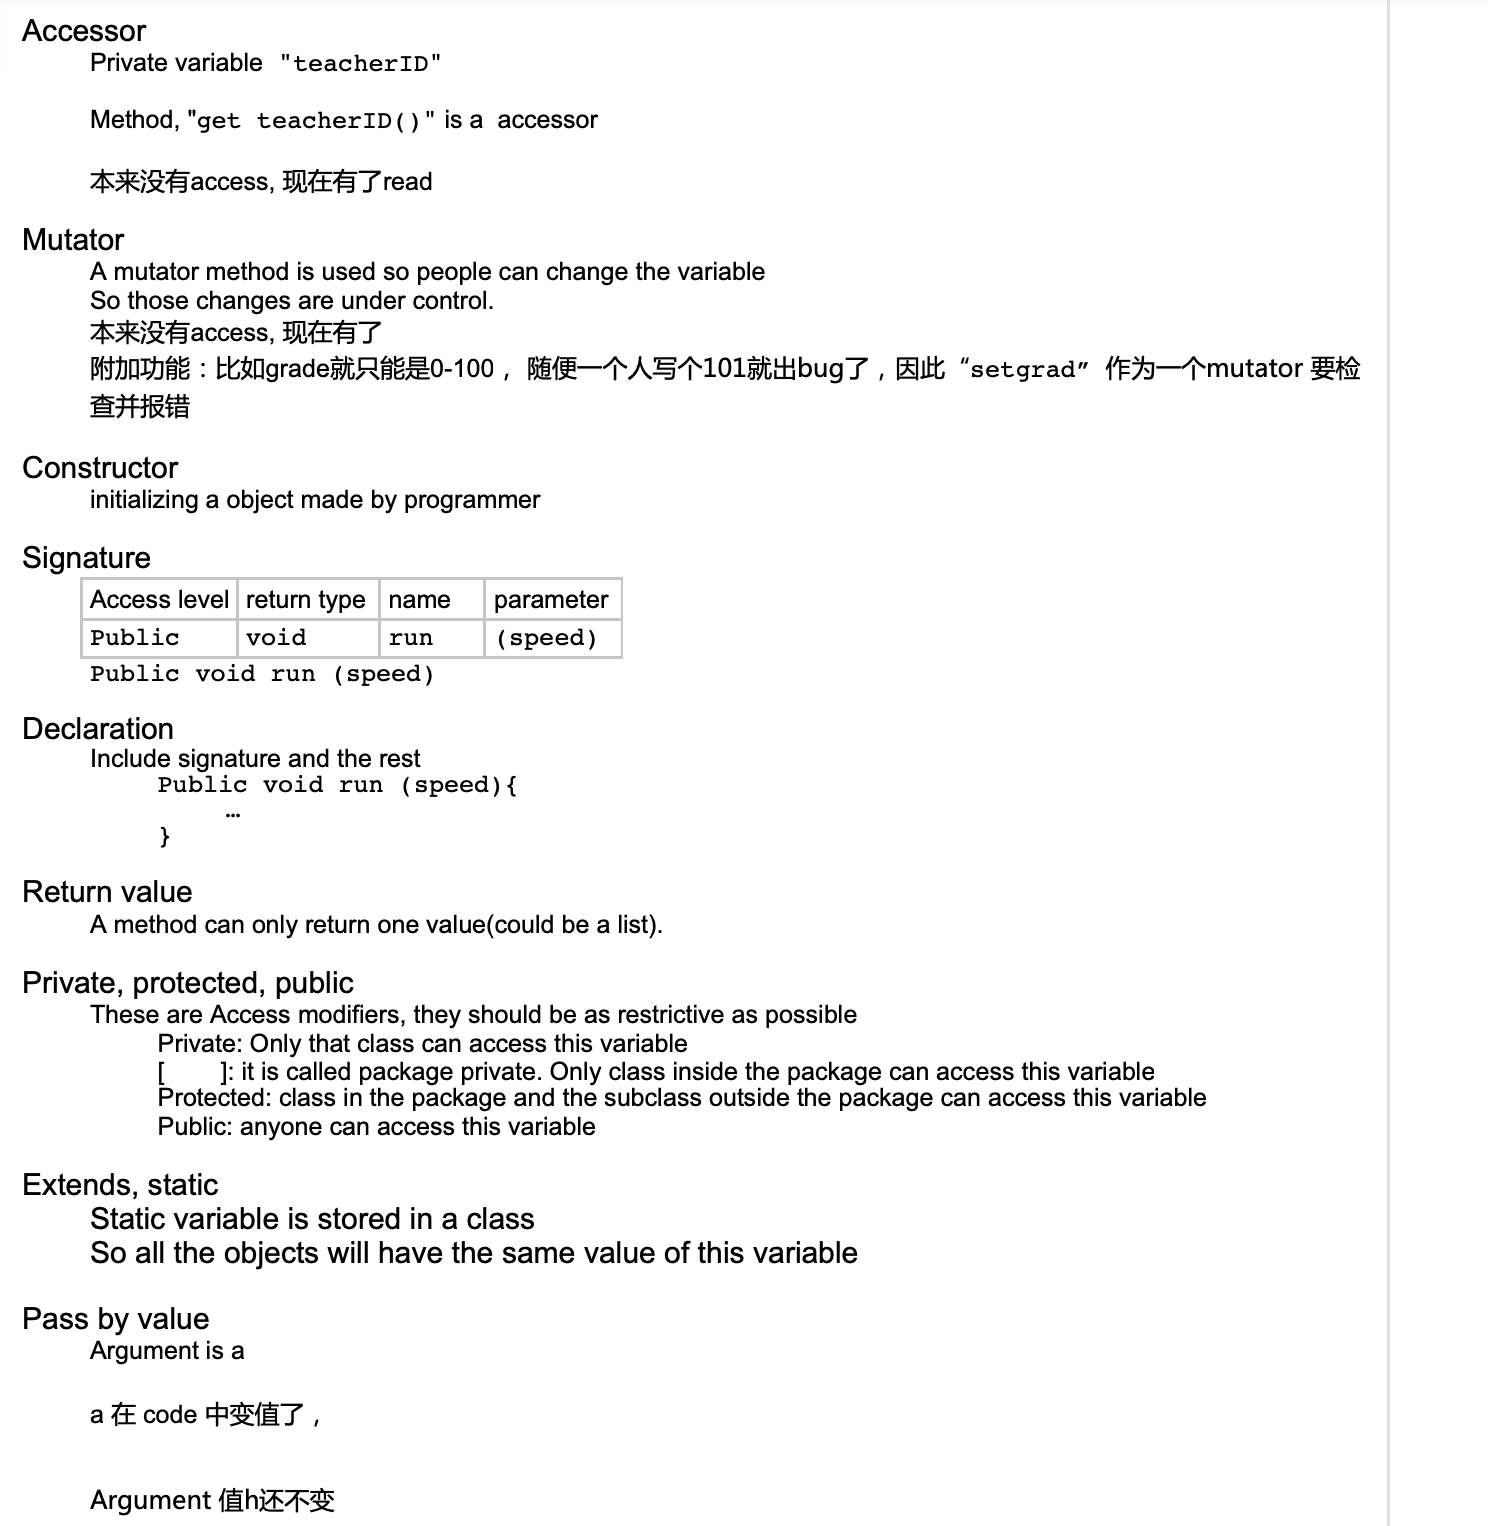 Accessor
Private variable "teacherID"
Method, "get teacherID()" is a accessor
本来没有access, 现在有了read
Mutator
A mutator method is used so people can change the variable
So those changes are under control.
本来没有access, 现在有了
附加功能：比如grade就只能是0-100， 随便一个人写个101就出bug了，因此 “setgrad” 作为一个mutator 要检
查并报错
Constructor
initializing a object made by programmer
Signature
Access level return type name parameter
Public void run (speed)
Public void run (speed)
Declaration
Include signature and the rest
Public void run (speed){
…
}
Return value
A method can only return one value(could be a list).
Private, protected, public
These are Access modifiers, they should be as restrictive as possible
Private: Only that class can access this variable
[ ]: it is called package private. Only class inside the package can access this variable
Protected: class in the package and the subclass outside the package can access this variable
Public: anyone can access this variable
Extends, static
Static variable is stored in a class
So all the objects will have the same value of this variable
Pass by value
Argument is a
a 在 code 中变值了，
Argument 值h还不变